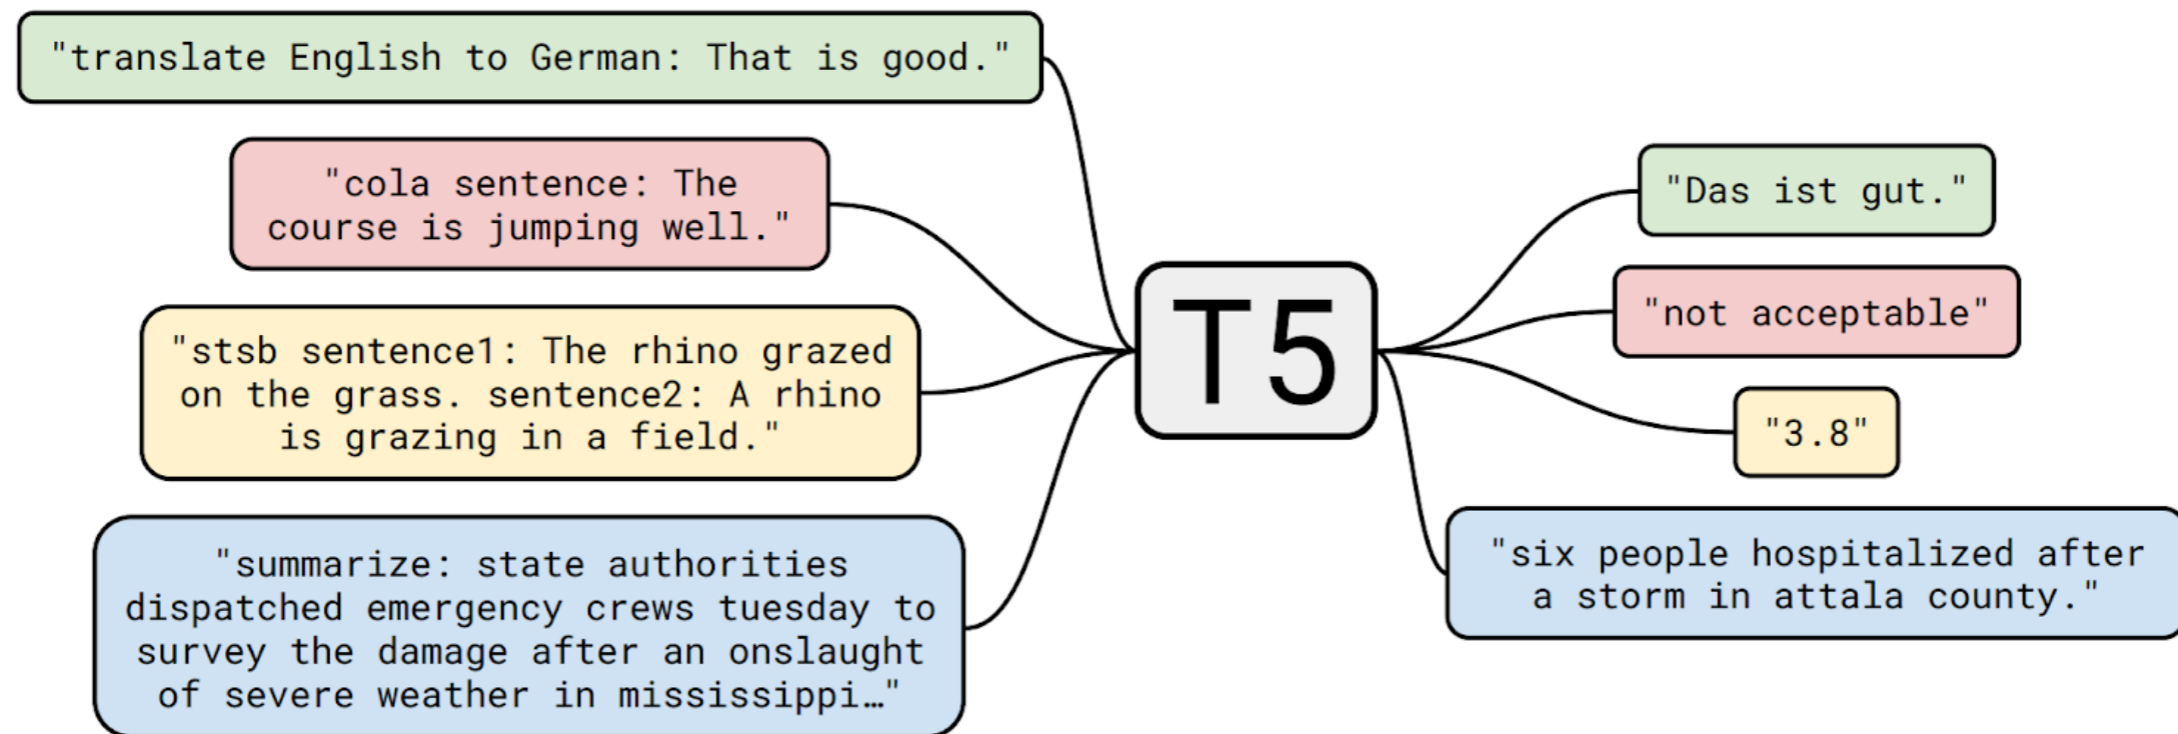 "translate English to German: That is good."
"cola sentence: The
course is jumping well."
"stsb sentence1: The rhino grazed
on the grass. sentence2: A rhino
is grazing in a field."
"summarize: state authorities
dispatched emergency crews tuesday to
survey the damage after an onslaught
of severe weather in mississippi…"
T5
"Das ist gut."
"not acceptable"
"3.8"
"six people hospitalized after
a storm in attala county."